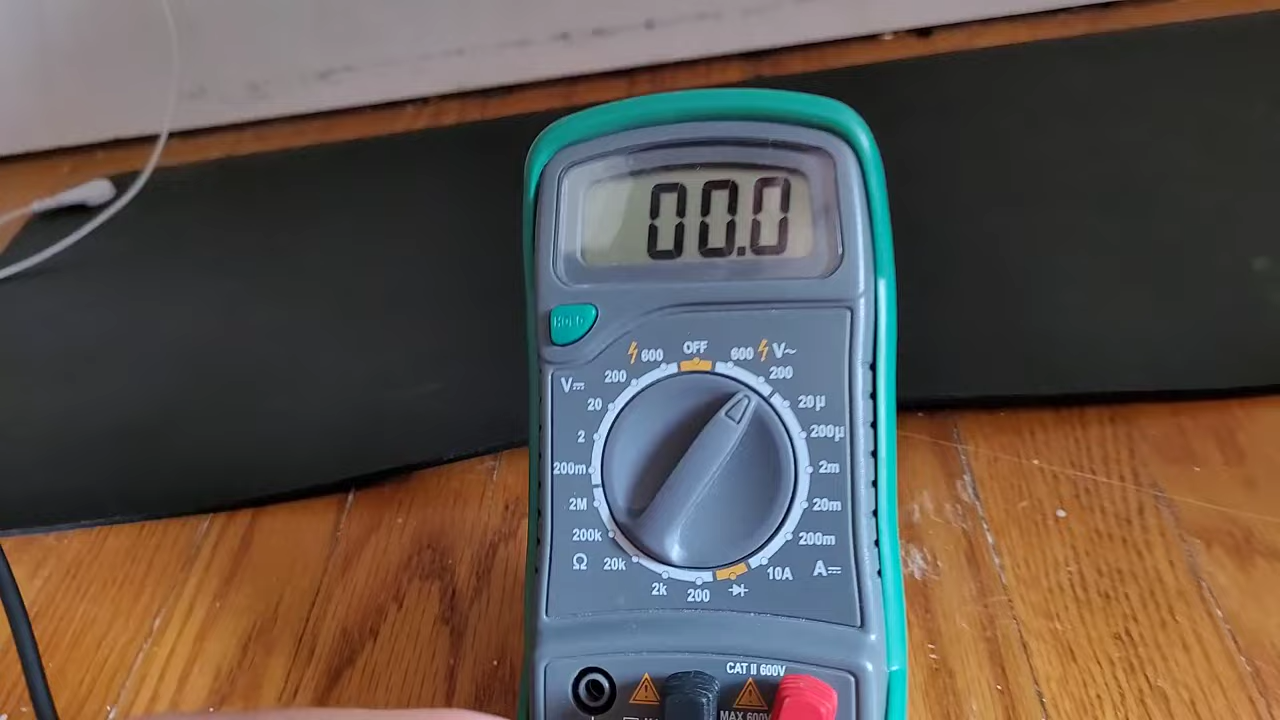 00.0
HOLD
OFF
600 600 V~
200 200
V⎓
20 20µ
2 200µ
200m 2m
2M 20m
200k 200m
Ω 20k 10A A⎓
2k 200
CAT II 600V
MAX 600V